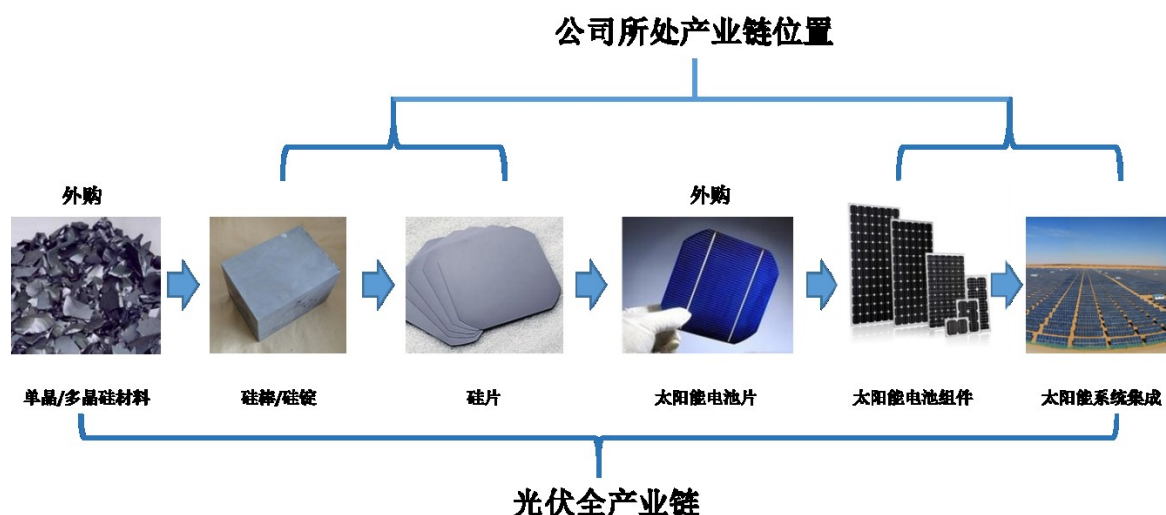 公司所处产业链位置
外购
外购
单晶/多晶硅材料
硅棒/硅锭
硅片
太阳能电池片
太阳能电池组件
太阳能系统集成
光伏全产业链